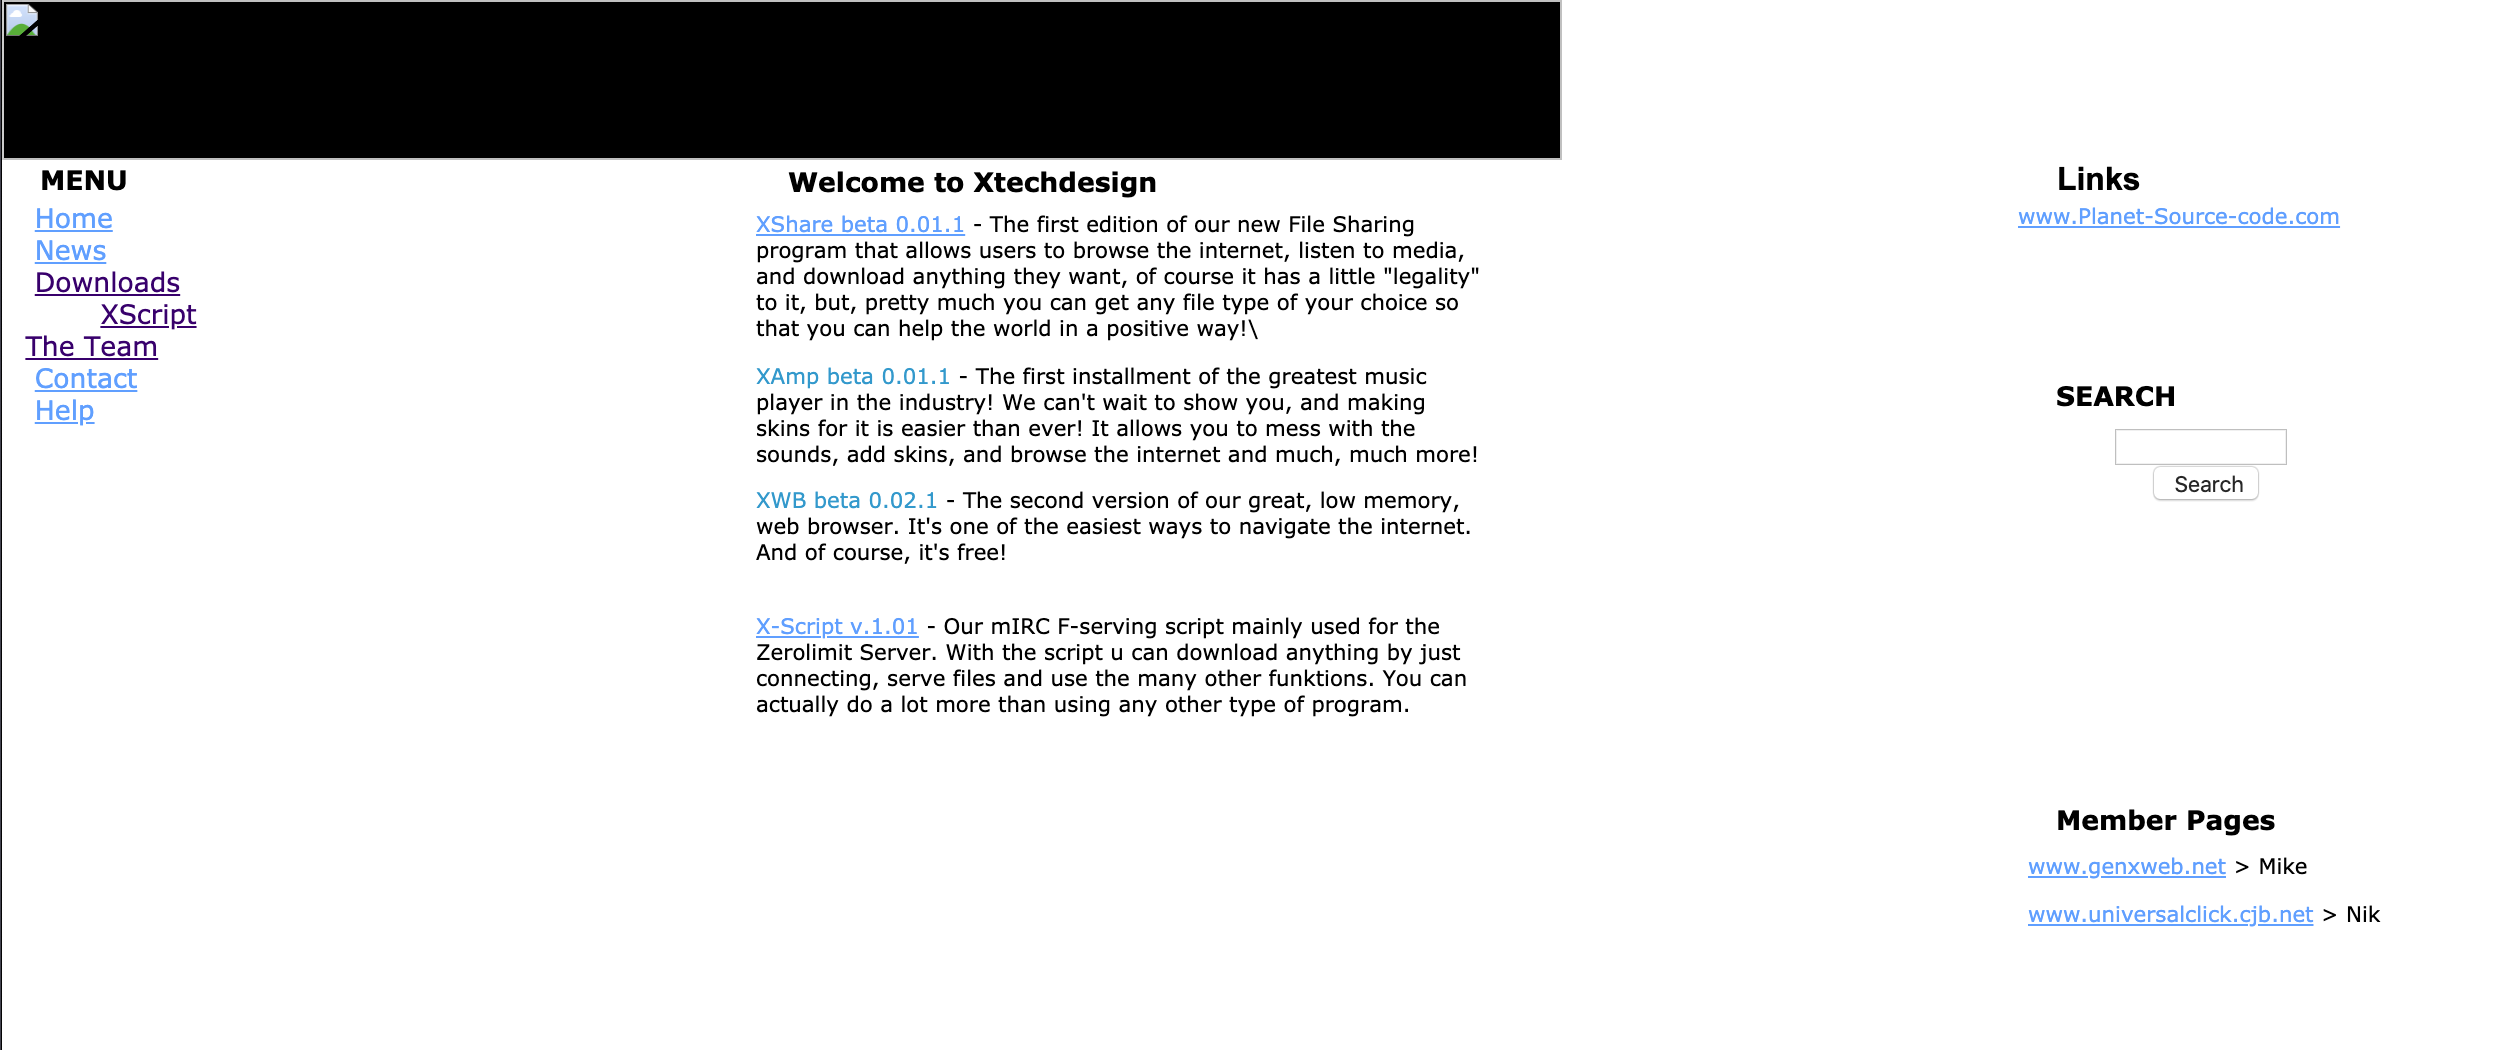 MENU
Home
News
Downloads
XScript
The Team
Contact
Help
Welcome to Xtechdesign
XShare beta 0.01.1 - The first edition of our new File Sharing
program that allows users to browse the internet, listen to media,
and download anything they want, of course it has a little "legality"
to it, but, pretty much you can get any file type of your choice so
that you can help the world in a positive way!\
XAmp beta 0.01.1 - The first installment of the greatest music
player in the industry! We can't wait to show you, and making
skins for it is easier than ever! It allows you to mess with the
sounds, add skins, and browse the internet and much, much more!
XWB beta 0.02.1 - The second version of our great, low memory,
web browser. It's one of the easiest ways to navigate the internet.
And of course, it's free!
X-Script v.1.01 - Our mIRC F-serving script mainly used for the
Zerolimit Server. With the script u can download anything by just
connecting, serve files and use the many other funktions. You can
actually do a lot more than using any other type of program.
Links
www.Planet-Source-code.com
SEARCH
Search
Member Pages
www.genxweb.net > Mike
www.universalclick.cjb.net > Nik